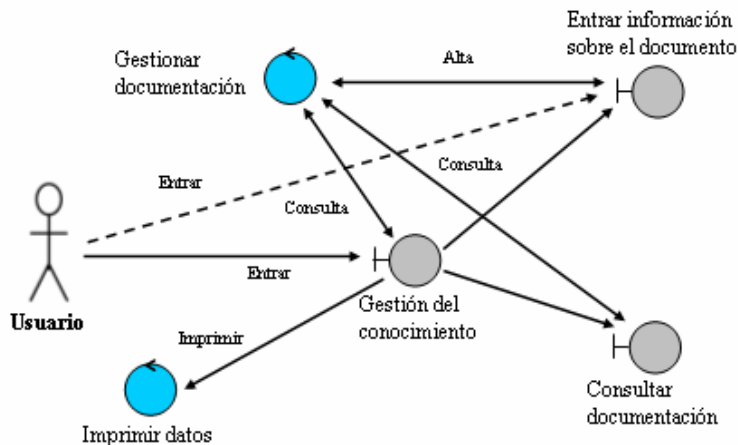 Entrar información
sobre el documento
Gestionar
documentación
Alta
Entrar
Consulta
Consulta
Entrar
Usuario
Gestión del
conocimiento
Imprimir
Consultar
documentación
Imprimir datos